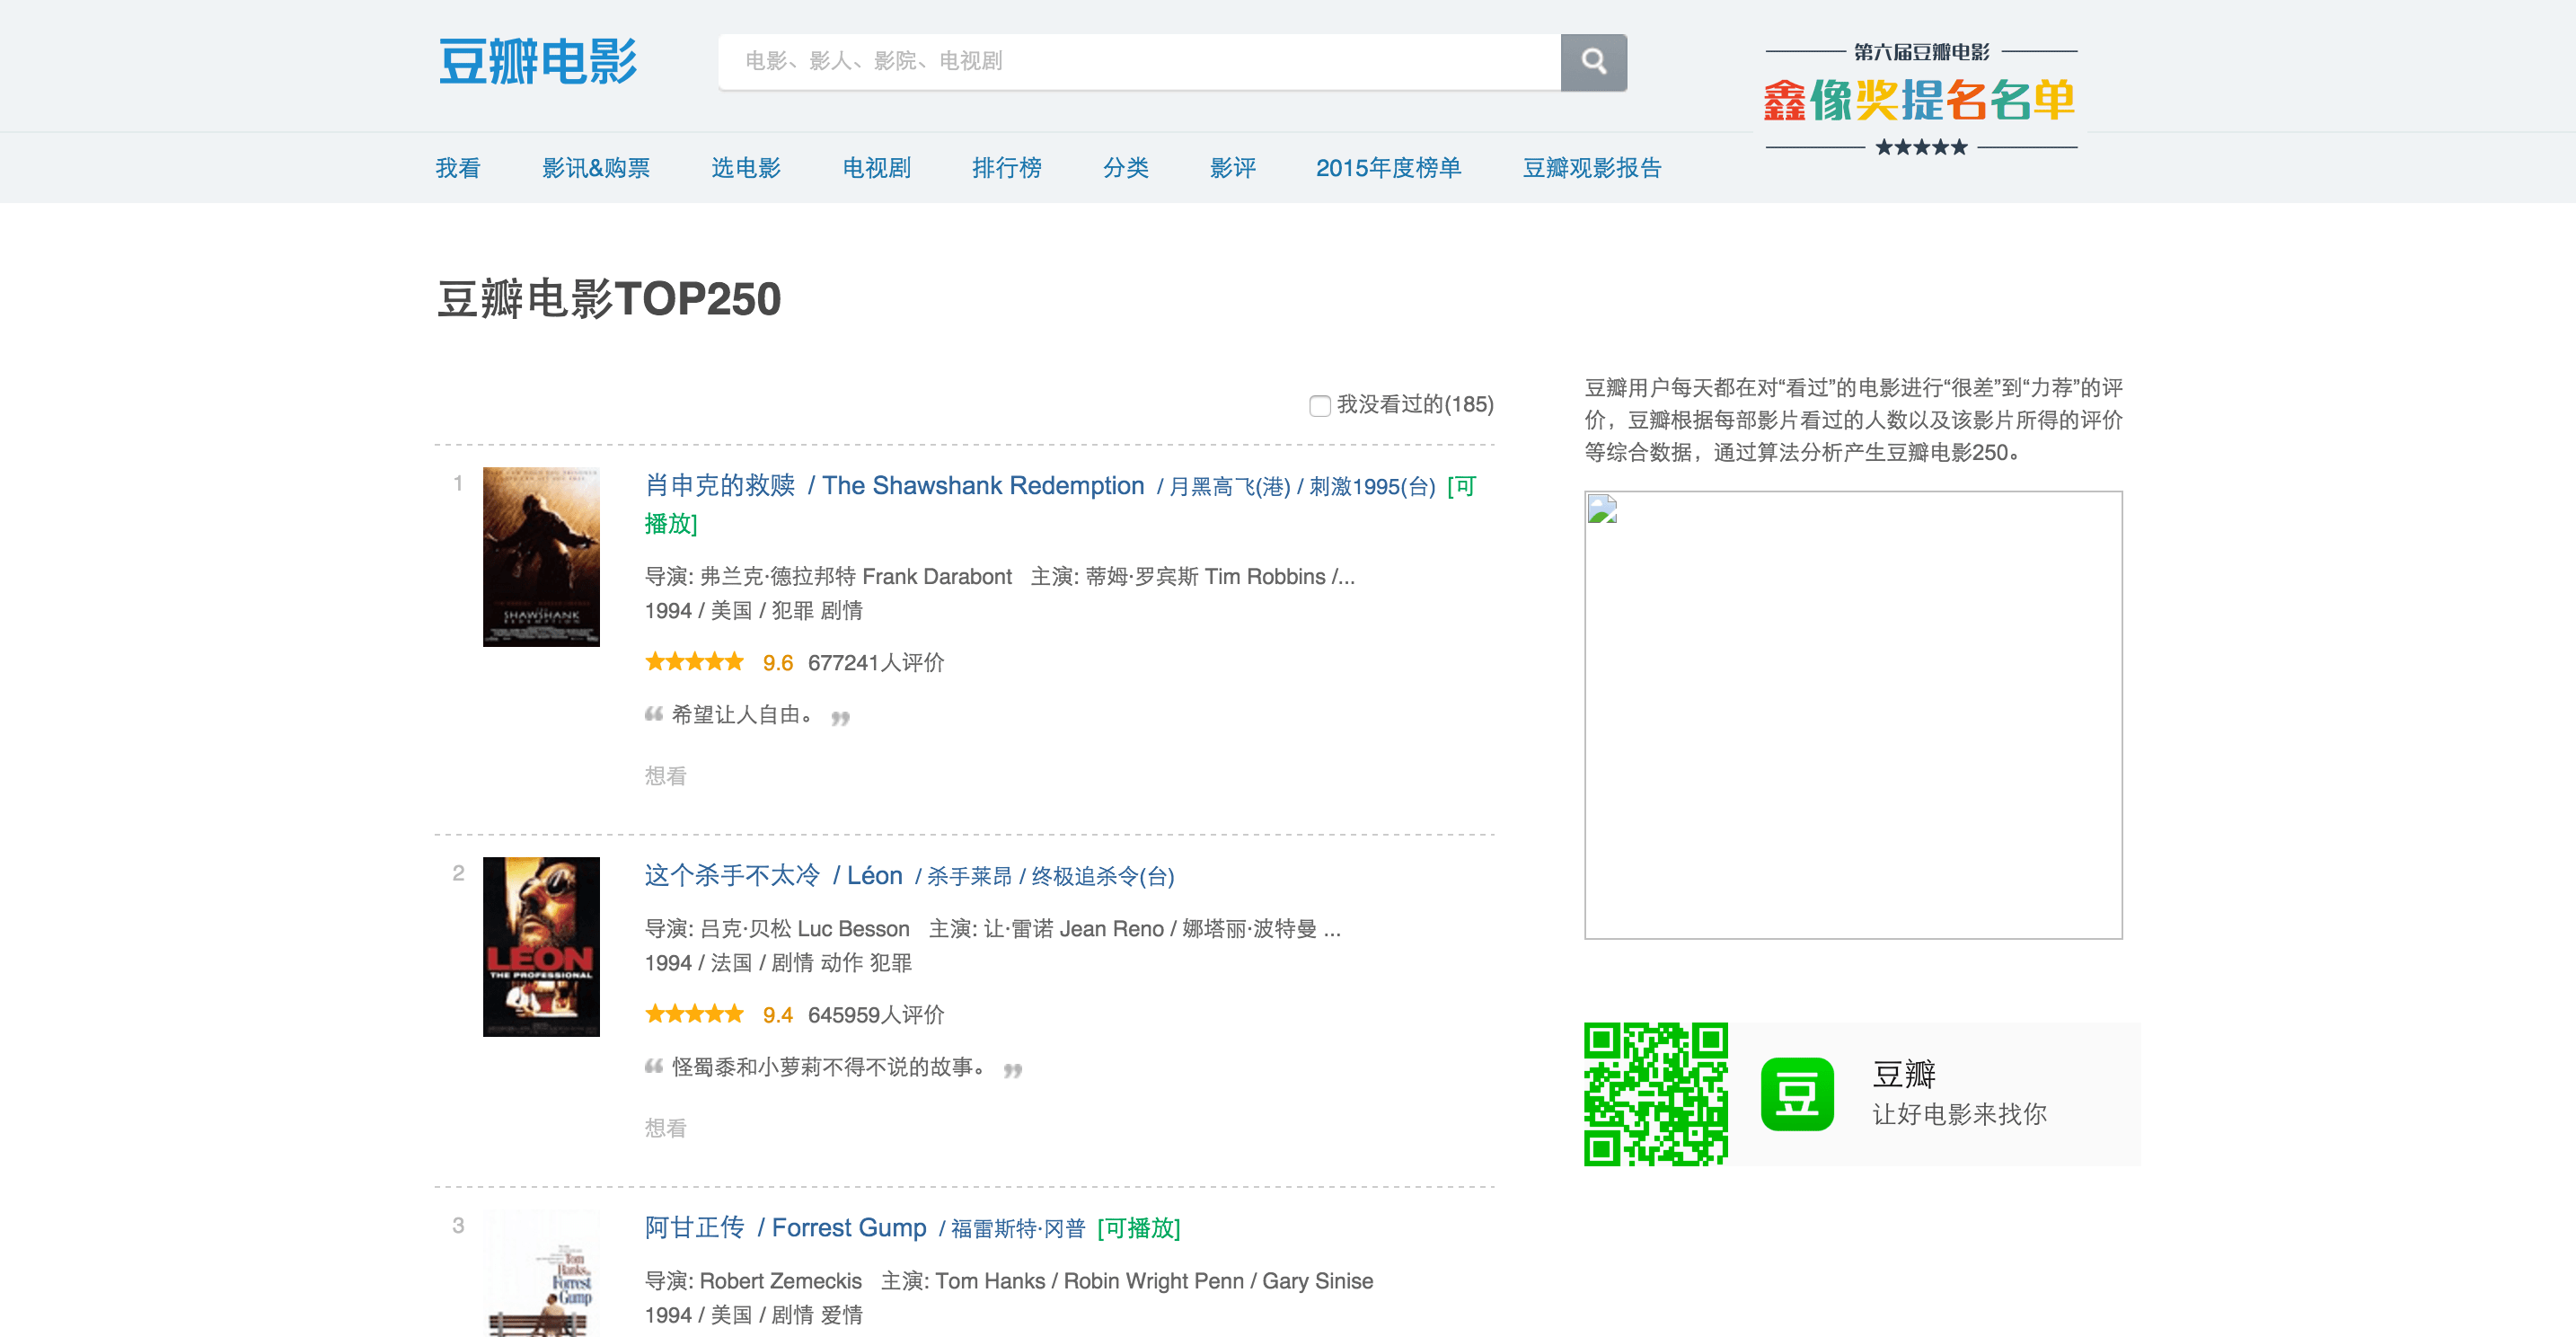 豆瓣电影
电影、影人、影院、电视剧
第六届豆瓣电影
鑫像奖提名名单
我看 影讯&购票 选电影 电视剧 排行榜 分类 影评 2015年度榜单 豆瓣观影报告
豆瓣电影TOP250
我没看过的(185)
1
肖申克的救赎 / The Shawshank Redemption / 月黑高飞(港) / 刺激1995(台) [可
播放]
导演: 弗兰克·德拉邦特 Frank Darabont 主演: 蒂姆·罗宾斯 Tim Robbins /...
1994 / 美国 / 犯罪 剧情
9.6 677241人评价
“ 希望让人自由。 ”
想看
SHAWSHANK
REDEMPTION
2
这个杀手不太冷 / Léon / 杀手莱昂 / 终极追杀令(台)
导演: 吕克·贝松 Luc Besson 主演: 让·雷诺 Jean Reno / 娜塔丽·波特曼 ...
1994 / 法国 / 剧情 动作 犯罪
9.4 645959人评价
“ 怪蜀黍和小萝莉不得不说的故事。 ”
想看
LEON
THE PROFESSIONAL
3
阿甘正传 / Forrest Gump / 福雷斯特·冈普 [可播放]
导演: Robert Zemeckis 主演: Tom Hanks / Robin Wright Penn / Gary Sinise
1994 / 美国 / 剧情 爱情
Tom
Hanks
Forrest
Gump
豆瓣用户每天都在对“看过”的电影进行“很差”到“力荐”的评
价，豆瓣根据每部影片看过的人数以及该影片所得的评价
等综合数据，通过算法分析产生豆瓣电影250。
豆
豆瓣
让好电影来找你